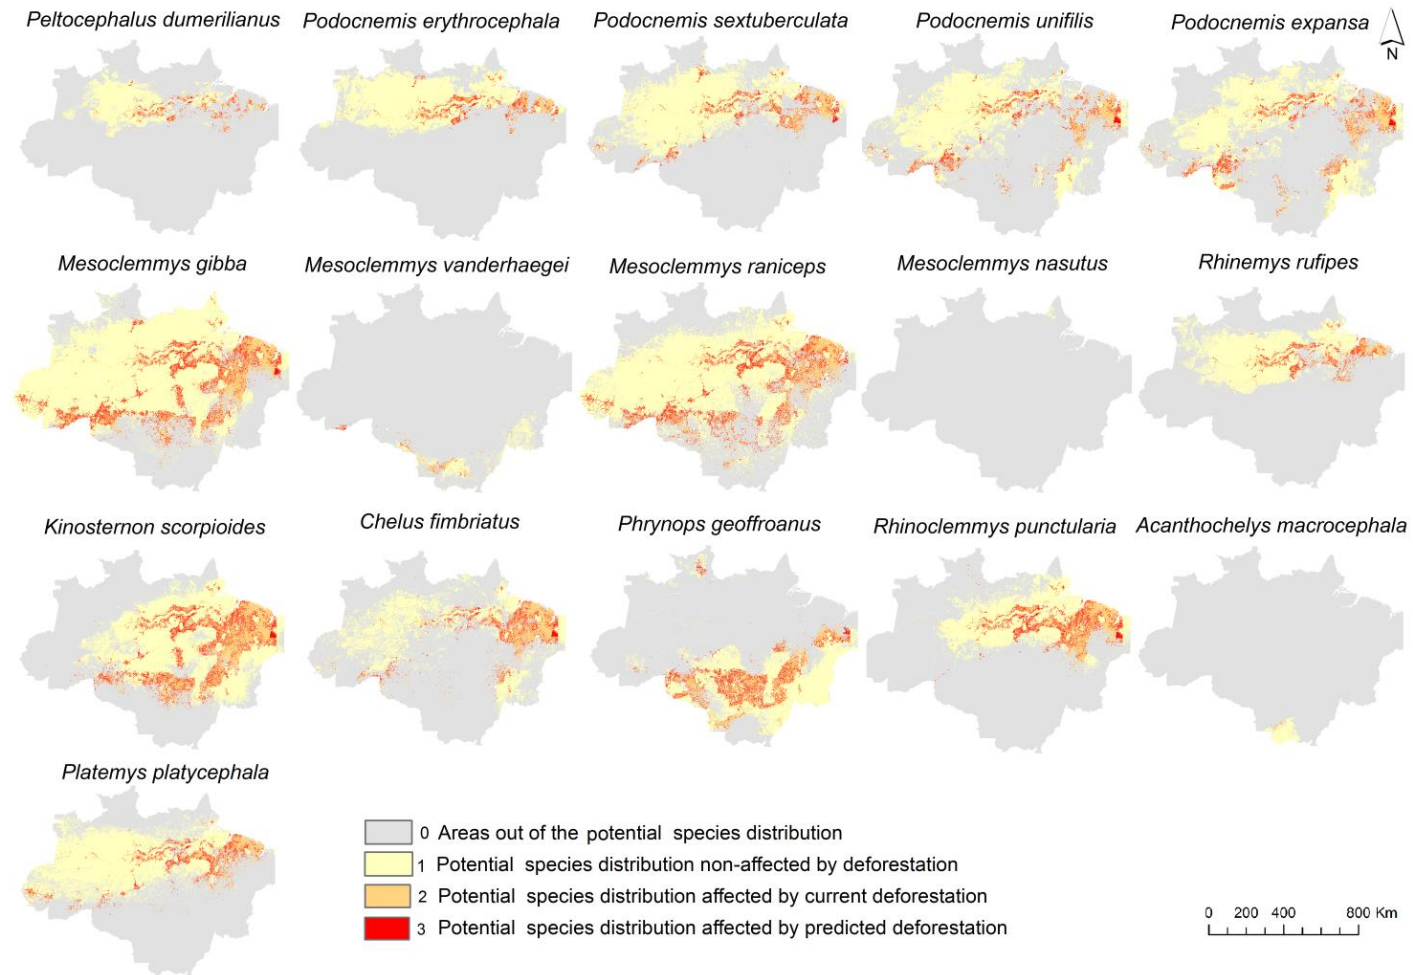 Peltocephalus dumerilianus
Podocnemis erythrocephala
Podocnemis sextuberculata
Podocnemis unifilis
Podocnemis expansa
N
Mesoclemmys gibba
Mesoclemmys vanderhaegei
Mesoclemmys raniceps
Mesoclemmys nasutus
Rhinemys rufipes
Kinosternon scorpioides
Chelus fimbriatus
Phrynops geoffroanus
Rhinoclemmys punctularia
Acanthochelys macrocephala
Platemys platycephala
0 Areas out of the potential species distribution
1 Potential species distribution non-affected by deforestation
2 Potential species distribution affected by current deforestation
3 Potential species distribution affected by predicted deforestation
0 200 400 800 Km